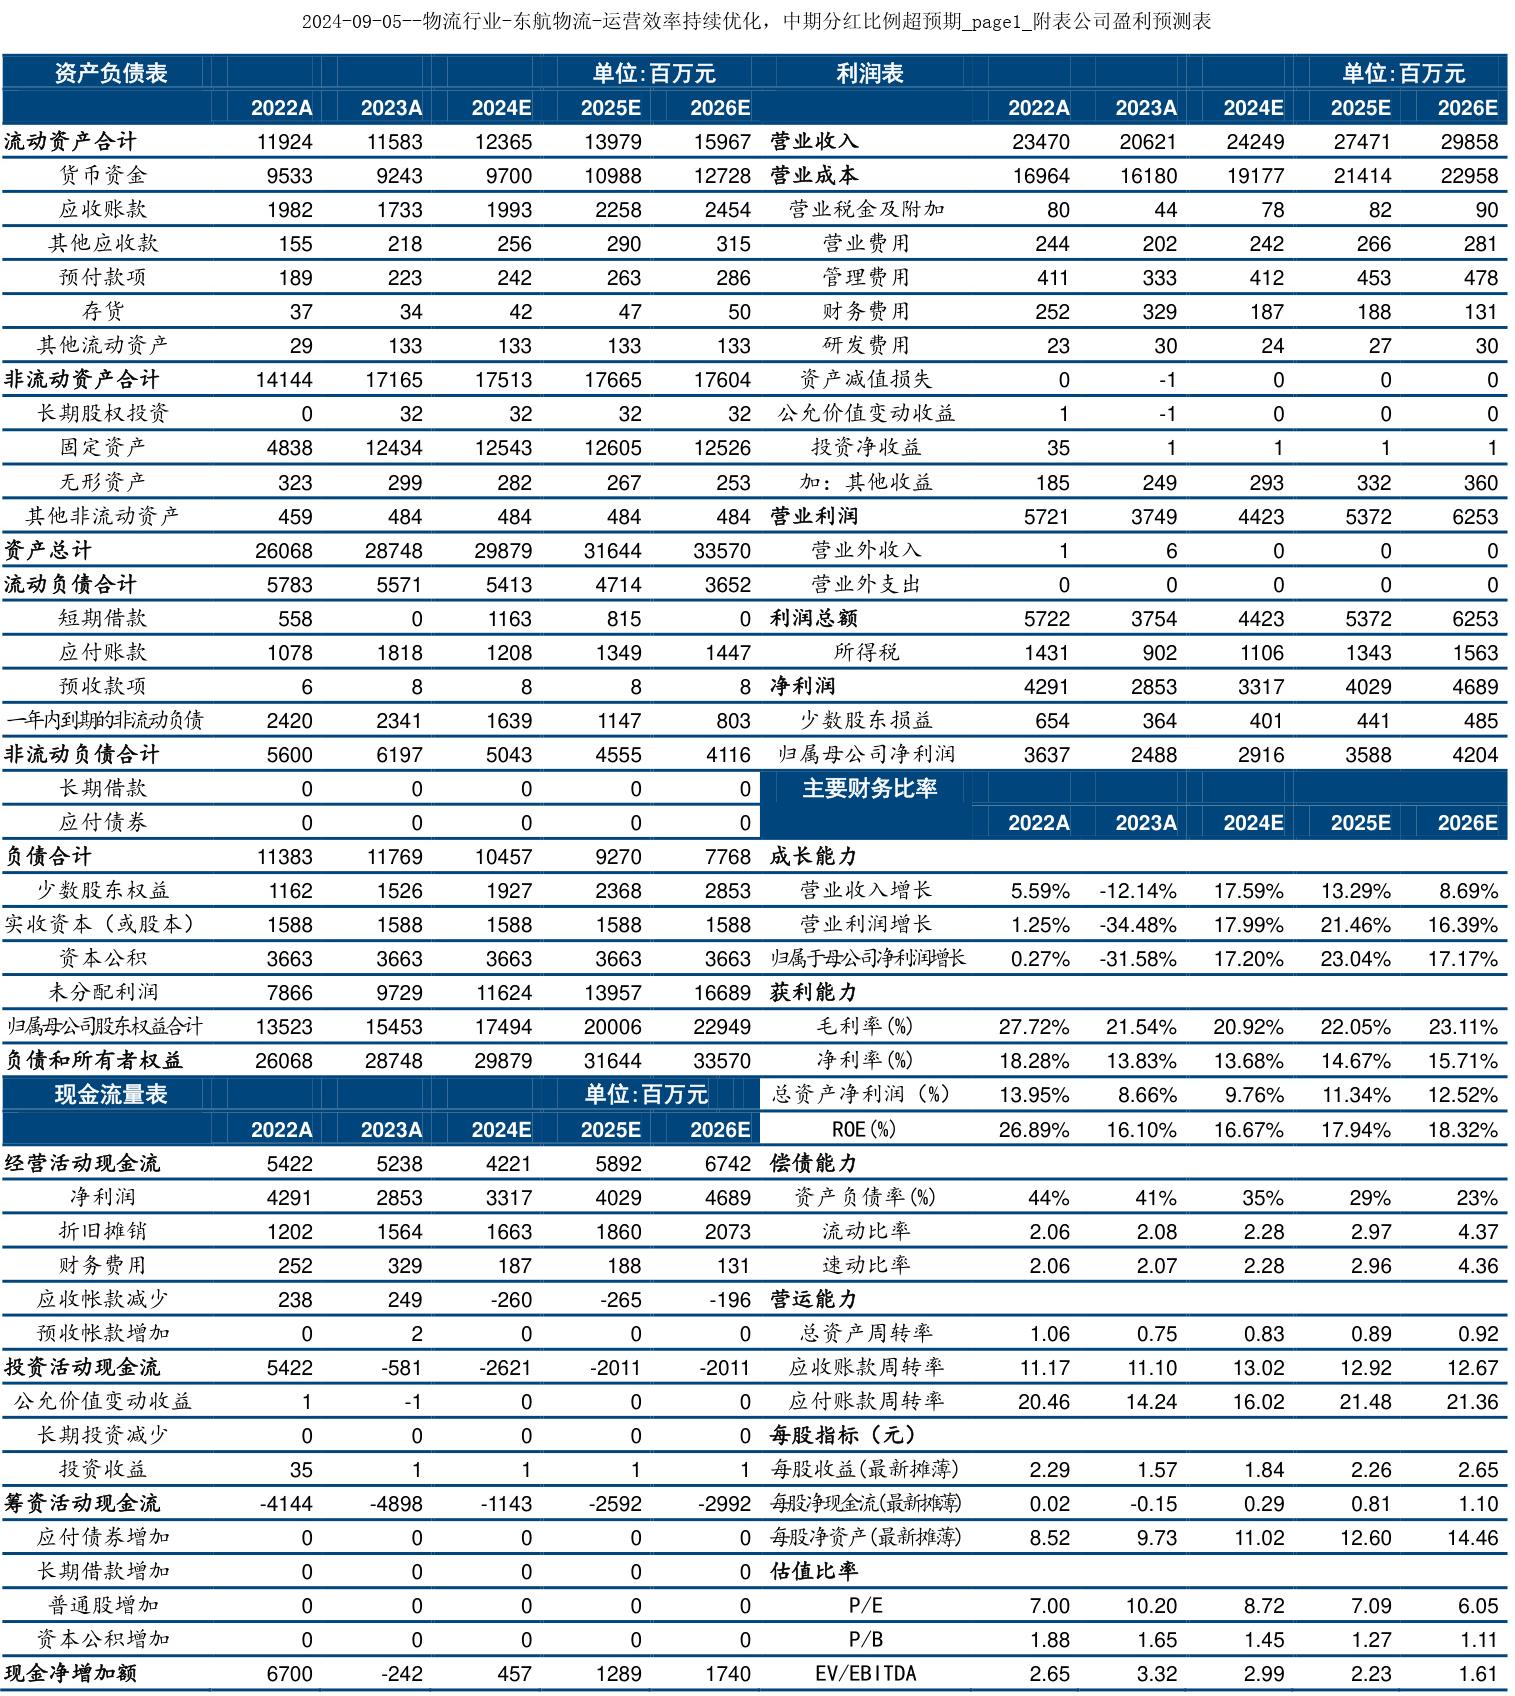 2024-09-05--物流行业-东航物流-运营效率持续优化，中期分红比例超预期_page1_附表公司盈利预测表
资产负债表 单位:百万元 利润表 单位:百万元
2022A 2023A 2024E 2025E 2026E 2022A 2023A 2024E 2025E 2026E
流动资产合计 11924 11583 12365 13979 15967 营业收入 23470 20621 24249 27471 29858
货币资金 9533 9243 9700 10988 12728 营业成本 16964 16180 19177 21414 22958
应收账款 1982 1733 1993 2258 2454 营业税金及附加 80 44 78 82 90
其他应收款 155 218 256 290 315 营业费用 244 202 242 266 281
预付款项 189 223 242 263 286 管理费用 411 333 412 453 478
存货 37 34 42 47 50 财务费用 252 329 187 188 131
其他流动资产 29 133 133 133 133 研发费用 23 30 24 27 30
非流动资产合计 14144 17165 17513 17665 17604 资产减值损失 0 -1 0 0 0
长期股权投资 0 32 32 32 32 公允价值变动收益 1 -1 0 0 0
固定资产 4838 12434 12543 12605 12526 投资净收益 35 1 1 1 1
无形资产 323 299 282 267 253 加：其他收益 185 249 293 332 360
其他非流动资产 459 484 484 484 484 营业利润 5721 3749 4423 5372 6253
资产总计 26068 28748 29879 31644 33570 营业外收入 1 6 0 0 0
流动负债合计 5783 5571 5413 4714 3652 营业外支出 0 0 0 0 0
短期借款 558 0 1163 815 0 利润总额 5722 3754 4423 5372 6253
应付账款 1078 1818 1208 1349 1447 所得税 1431 902 1106 1343 1563
预收款项 6 8 8 8 8 净利润 4291 2853 3317 4029 4689
一年内到期的非流动负债 2420 2341 1639 1147 803 少数股东损益 654 364 401 441 485
非流动负债合计 5600 6197 5043 4555 4116 归属母公司净利润 3637 2488 2916 3588 4204
长期借款 0 0 0 0 0 主要财务比率
应付债券 0 0 0 0 0 2022A 2023A 2024E 2025E 2026E
负债合计 11383 11769 10457 9270 7768 成长能力
少数股东权益 1162 1526 1927 2368 2853 营业收入增长 5.59% -12.14% 17.59% 13.29% 8.69%
实收资本（或股本） 1588 1588 1588 1588 1588 营业利润增长 1.25% -34.48% 17.99% 21.46% 16.39%
资本公积 3663 3663 3663 3663 3663 归属于母公司净利润增长 0.27% -31.58% 17.20% 23.04% 17.17%
未分配利润 7866 9729 11624 13957 16689 获利能力
归属母公司股东权益合计 13523 15453 17494 20006 22949 毛利率(%) 27.72% 21.54% 20.92% 22.05% 23.11%
负债和所有者权益 26068 28748 29879 31644 33570 净利率(%) 18.28% 13.83% 13.68% 14.67% 15.71%
现金流量表 单位:百万元 总资产净利润（%） 13.95% 8.66% 9.76% 11.34% 12.52%
2022A 2023A 2024E 2025E 2026E ROE(%) 26.89% 16.10% 16.67% 17.94% 18.32%
经营活动现金流 5422 5238 4221 5892 6742 偿债能力
净利润 4291 2853 3317 4029 4689 资产负债率(%) 44% 41% 35% 29% 23%
折旧摊销 1202 1564 1663 1860 2073 流动比率 2.06 2.08 2.28 2.97 4.37
财务费用 252 329 187 188 131 速动比率 2.06 2.07 2.28 2.96 4.36
应收帐款减少 238 249 -260 -265 -196 营运能力
预收帐款增加 0 2 0 0 0 总资产周转率 1.06 0.75 0.83 0.89 0.92
投资活动现金流 5422 -581 -2621 -2011 -2011 应收账款周转率 11.17 11.10 13.02 12.92 12.67
公允价值变动收益 1 -1 0 0 0 应付账款周转率 20.46 14.24 16.02 21.48 21.36
长期投资减少 0 0 0 0 0 每股指标（元）
投资收益 35 1 1 1 1 每股收益(最新摊薄) 2.29 1.57 1.84 2.26 2.65
筹资活动现金流 -4144 -4898 -1143 -2592 -2992 每股净现金流(最新摊薄) 0.02 -0.15 0.29 0.81 1.10
应付债券增加 0 0 0 0 0 每股净资产(最新摊薄) 8.52 9.73 11.02 12.60 14.46
长期借款增加 0 0 0 0 0 估值比率
普通股增加 0 0 0 0 0 P/E 7.00 10.20 8.72 7.09 6.05
资本公积增加 0 0 0 0 0 P/B 1.88 1.65 1.45 1.27 1.11
现金净增加额 6700 -242 457 1289 1740 EV/EBITDA 2.65 3.32 2.99 2.23 1.61